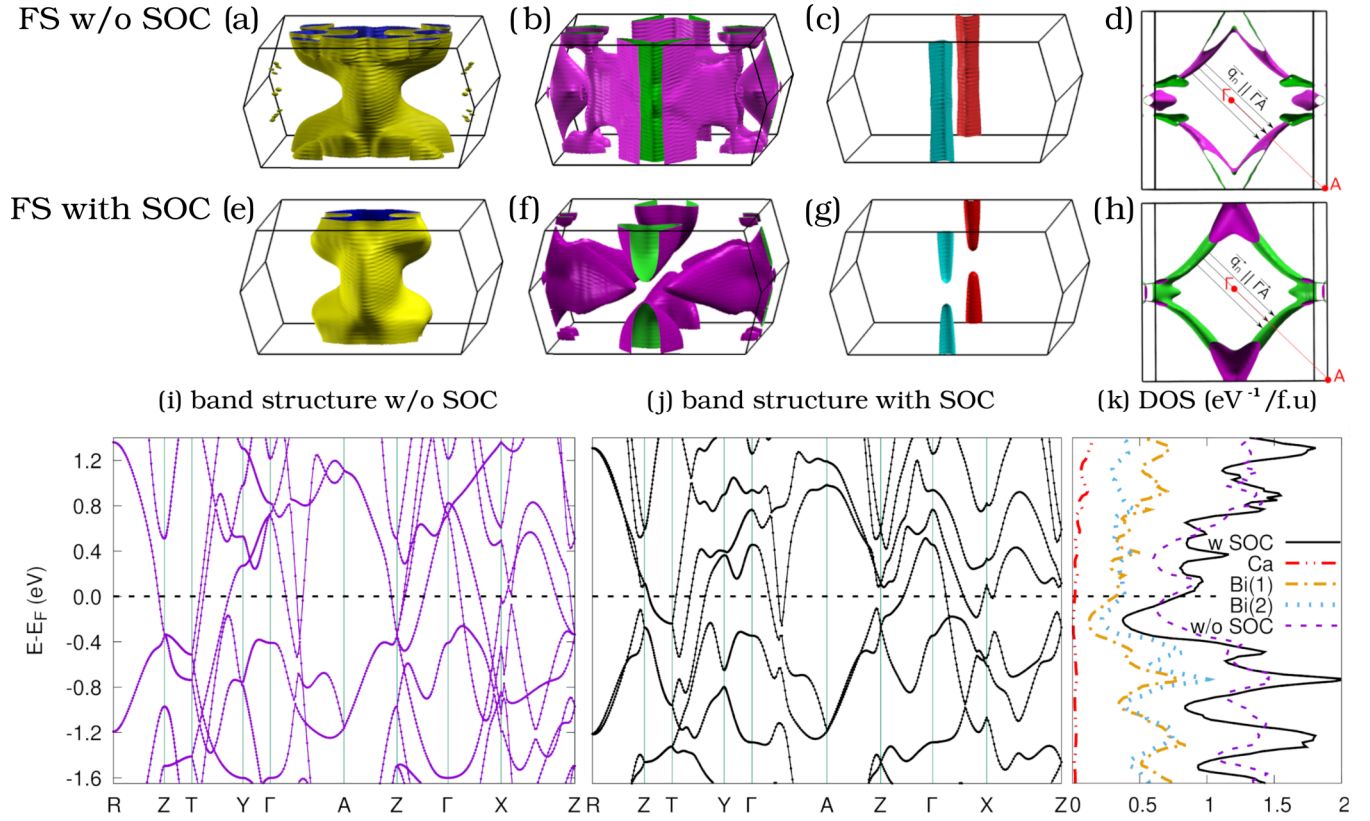 FS w/o SOC (a) (b) (c) d)
q⃗n || ΓA
Γ
A
FS with SOC (e) (f) (g) (h)
q⃗n || ΓA
Γ
A
(i) band structure w/o SOC (j) band structure with SOC (k) DOS (eV⁻¹/f.u)
E-E_F (eV)
1.2
0.8
0.4
0.0
-0.4
-0.8
-1.2
-1.6
w SOC
Ca
Bi(1)
Bi(2)
w/o SOC
R Z T Y Γ A Z Γ X Z
R Z T Y Γ A Z Γ X Z
0 0.5 1 1.5 2